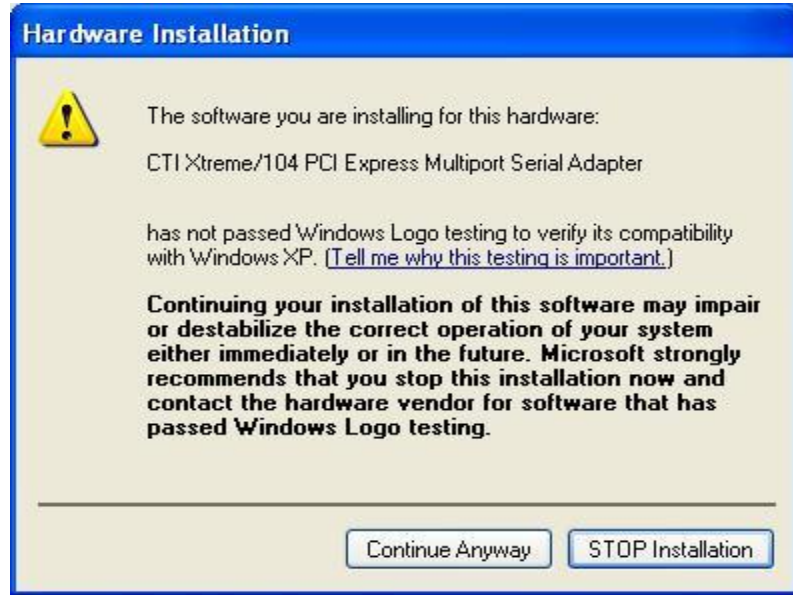 Hardware Installation
The software you are installing for this hardware:
CTI Xtreme/104 PCI Express Multiport Serial Adapter
has not passed Windows Logo testing to verify its compatibility
with Windows XP. (Tell me why this testing is important.)
Continuing your installation of this software may impair
or destabilize the correct operation of your system
either immediately or in the future. Microsoft strongly
recommends that you stop this installation now and
contact the hardware vendor for software that has
passed Windows Logo testing.
Continue Anyway
STOP Installation